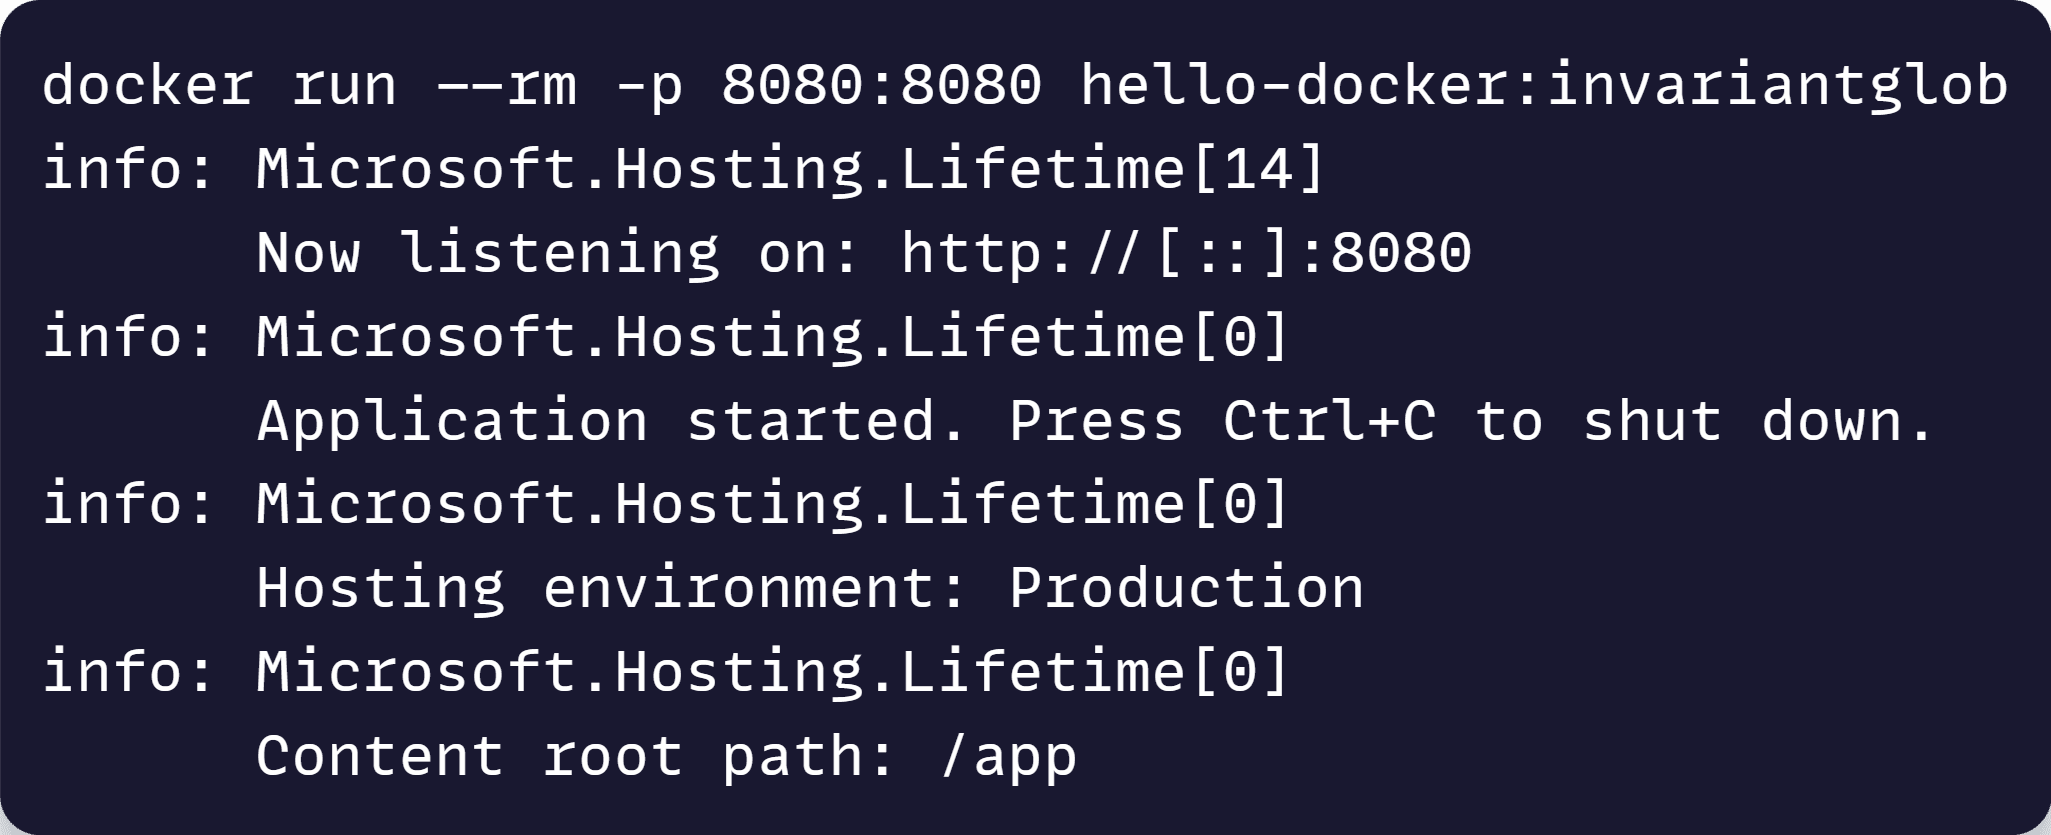 docker run --rm -p 8080:8080 hello-docker:invariantglob
info: Microsoft.Hosting.Lifetime[14]
      Now listening on: http://[::]:8080
info: Microsoft.Hosting.Lifetime[0]
      Application started. Press Ctrl+C to shut down.
info: Microsoft.Hosting.Lifetime[0]
      Hosting environment: Production
info: Microsoft.Hosting.Lifetime[0]
      Content root path: /app